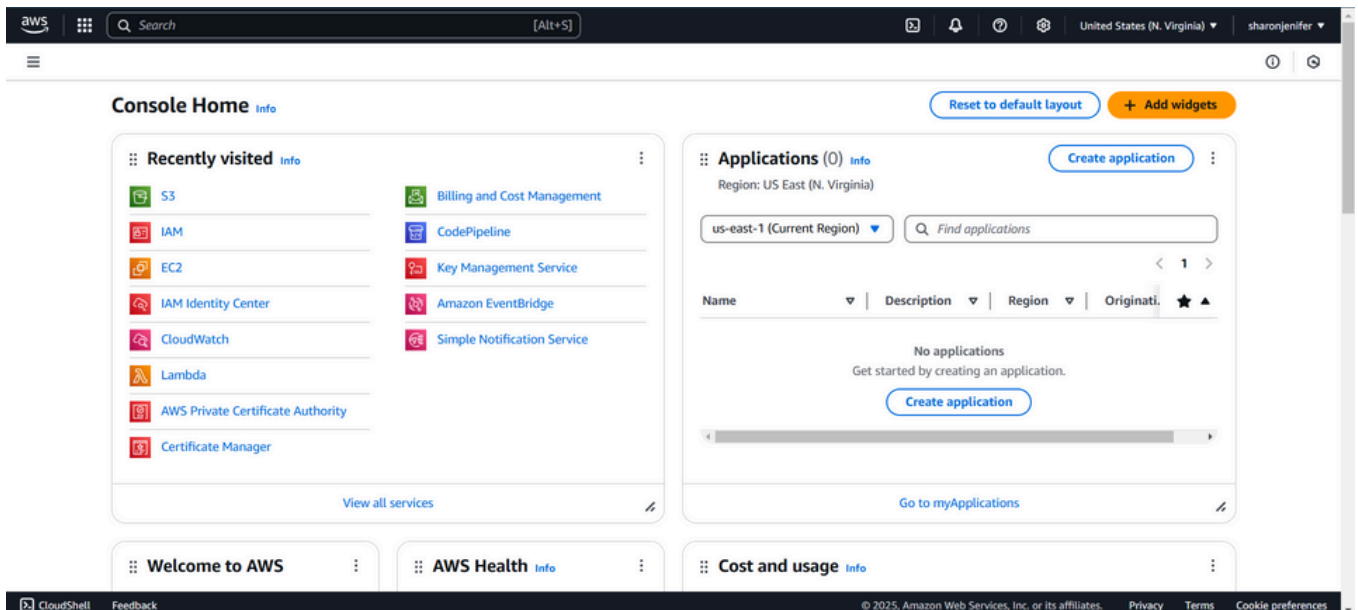 aws Search [Alt+S] United States (N. Virginia) sharonjenifer
Console Home Info Reset to default layout + Add widgets
Recently visited Info
S3
IAM
EC2
IAM Identity Center
CloudWatch
Lambda
AWS Private Certificate Authority
Certificate Manager
Billing and Cost Management
CodePipeline
Key Management Service
Amazon EventBridge
Simple Notification Service
View all services
Applications (0) Info Create application
Region: US East (N. Virginia)
us-east-1 (Current Region) Find applications
1
Name Description Region Originati.
No applications
Get started by creating an application.
Create application
Go to myApplications
Welcome to AWS
AWS Health Info
Cost and usage Info
CloudShell Feedback © 2025, Amazon Web Services, Inc. or its affiliates. Privacy Terms Cookie preferences